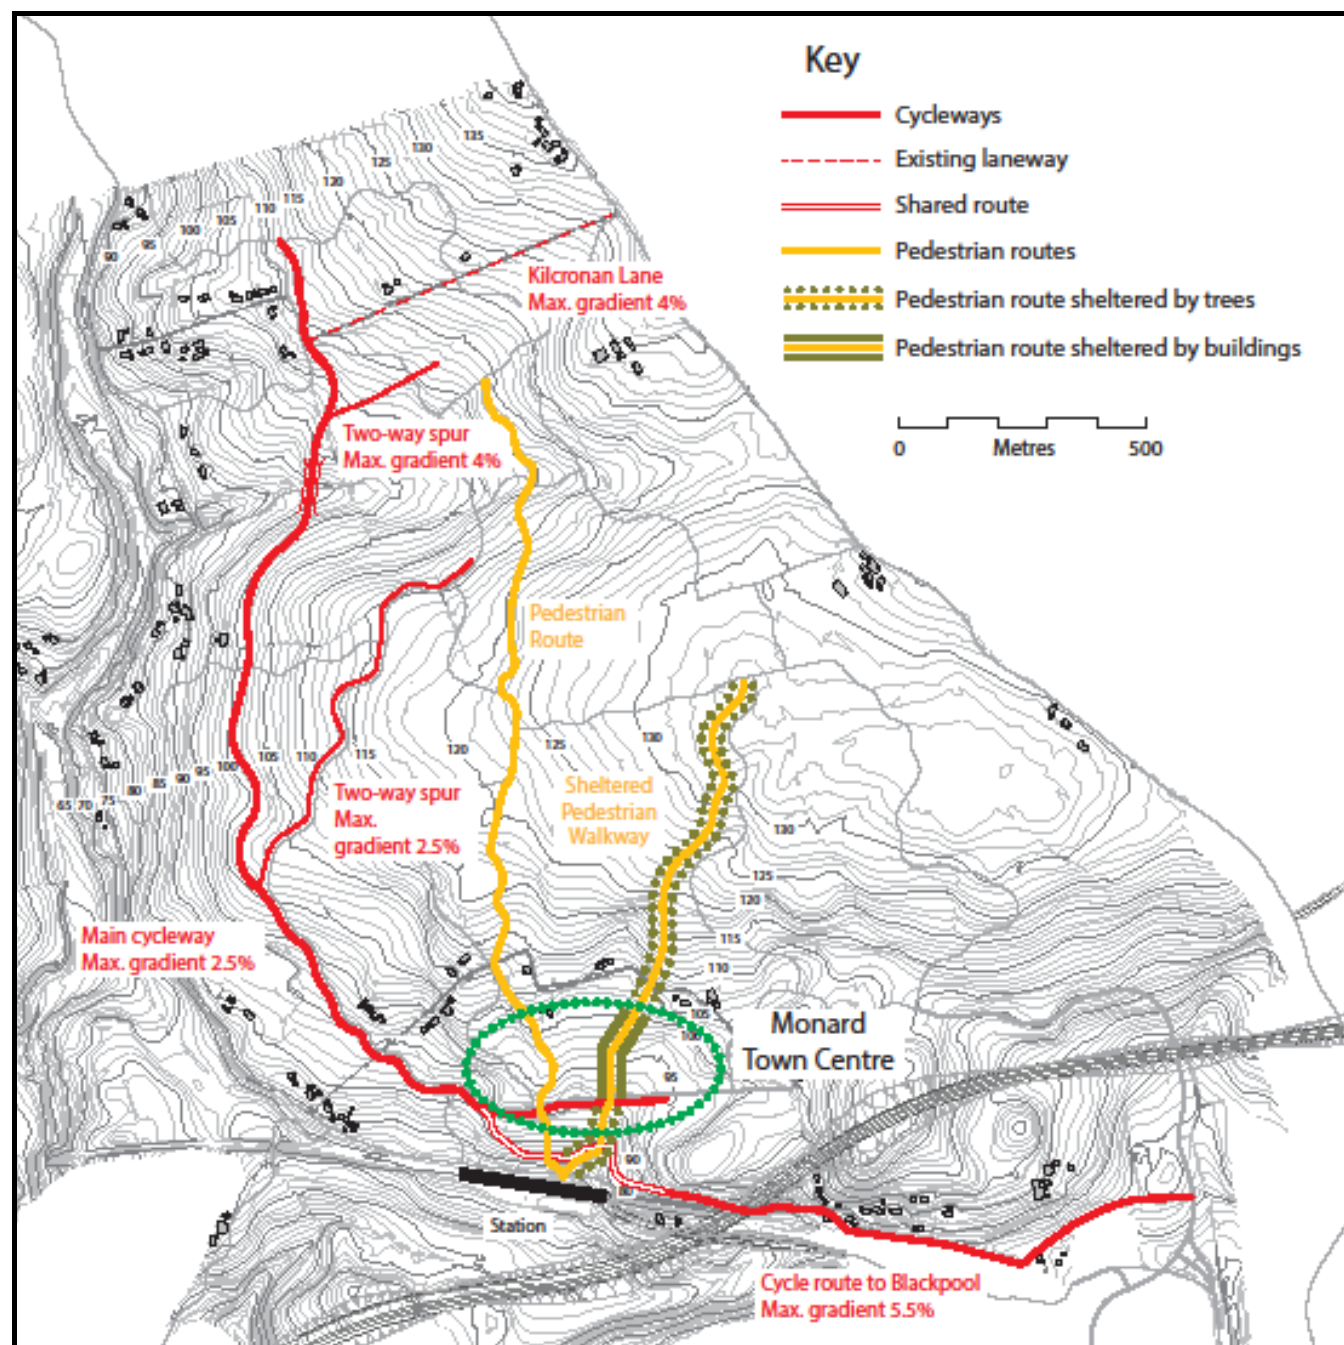 Key
Cycleways
Existing laneway
Shared route
Pedestrian routes
Pedestrian route sheltered by trees
Pedestrian route sheltered by buildings
0 Metres 500
135
130
125
120
115
110
105
100
95
90
Kilcronan Lane
Max. gradient 4%
Two-way spur
Max. gradient 4%
Pedestrian
Route
65 70 75 80 85 90 95 100 105 110 115 120 125 130
Sheltered
Pedestrian
Walkway
Two-way spur
Max.
gradient 2.5%
130
125
120
115
110
105
100
95
90
80
Main cycleway
Max. gradient 2.5%
Monard
Town Centre
Station
Cycle route to Blackpool
Max. gradient 5.5%